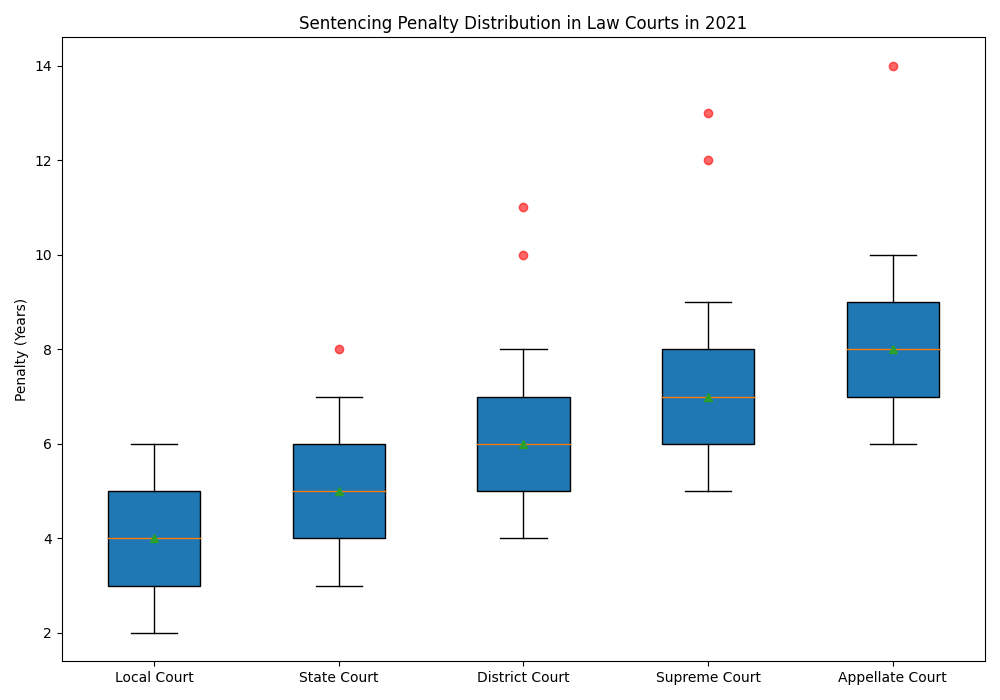 Sentencing Penalty Distribution in Law Courts in 2021
Penalty (Years)
14
12
10
8
6
4
2
Local Court
State Court
District Court
Supreme Court
Appellate Court